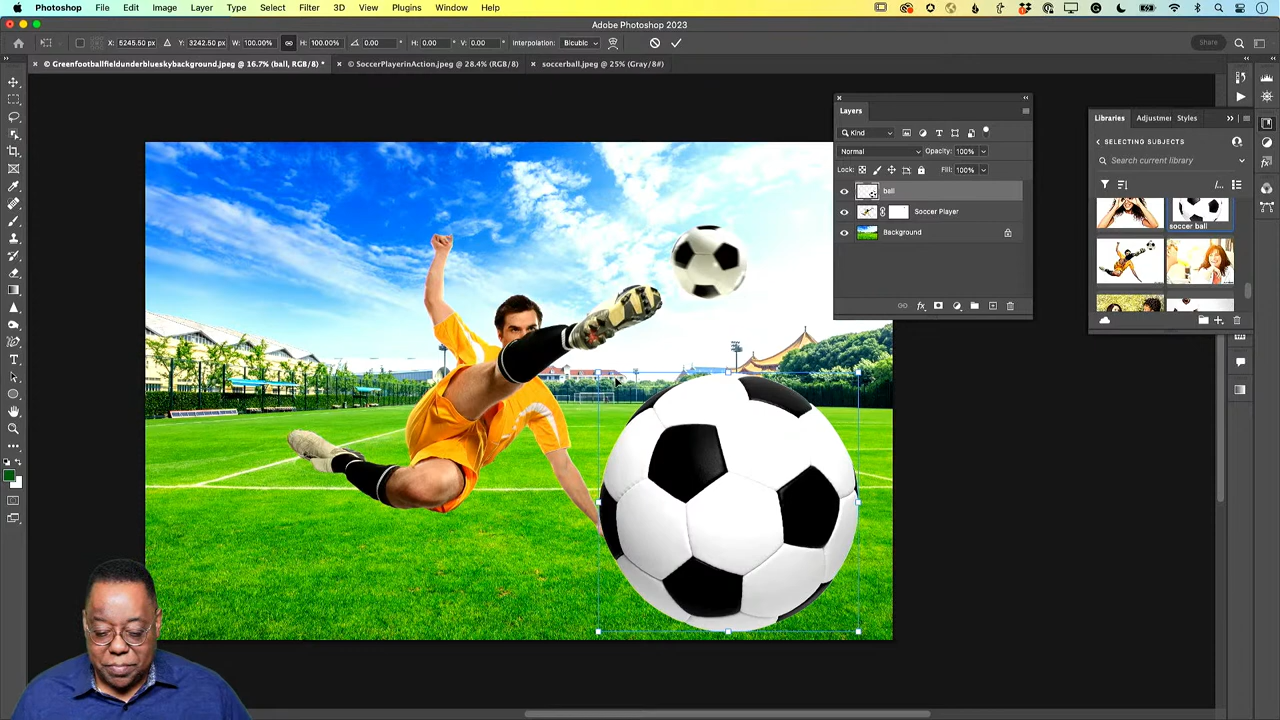 Photoshop File Edit Image Layer Type Select Filter 3D View Plugins Window Help
Adobe Photoshop 2023
X: 5245.50 px Y: 3242.50 px W: 100.00% H: 100.00% 0.00 ° H: 0.00 ° V: 0.00 ° Interpolation: Bicubic Share
© Greenfootballfieldunderblueskybackground.jpeg @ 16.7% (ball, RGB/8) * © SoccerPlayerinAction.jpeg @ 28.4% (RGB/8) soccerball.jpeg @ 25% (Gray/8#)
Layers
Kind
Normal Opacity: 100%
Lock: Fill: 100%
ball
Soccer Player
Background
Libraries Adjustmer Styles
SELECTING SUBJECTS
Search current library
soccer ball